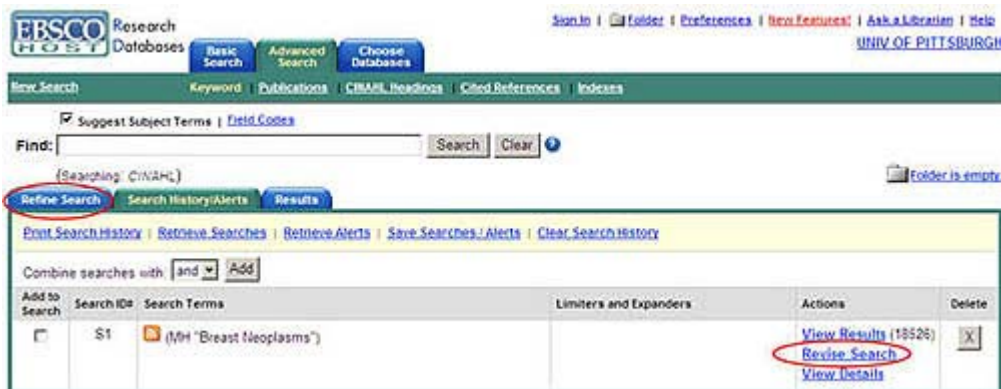 EBSCO HOST Research Databases
Sign In | Folder | Preferences | New Features! | Ask a Librarian | Help
UNIV OF PITTSBURGH
Basic Search Advanced Search Choose Databases
New Search Keyword | Publications | CINAHL Headings | Cited References | Indexes
Suggest Subject Terms | Field Codes
Find: Search Clear
(Searching: CINAHL)
Folder is empty.
Refine Search Search History/Alerts Results
Print Search History | Retrieve Searches | Retrieve Alerts | Save Searches / Alerts | Clear Search History
Combine searches with and Add
Add to Search Search ID# Search Terms Limiters and Expanders Actions Delete
S1 (MH "Breast Neoplasms") View Results (18526) X
Revise Search
View Details